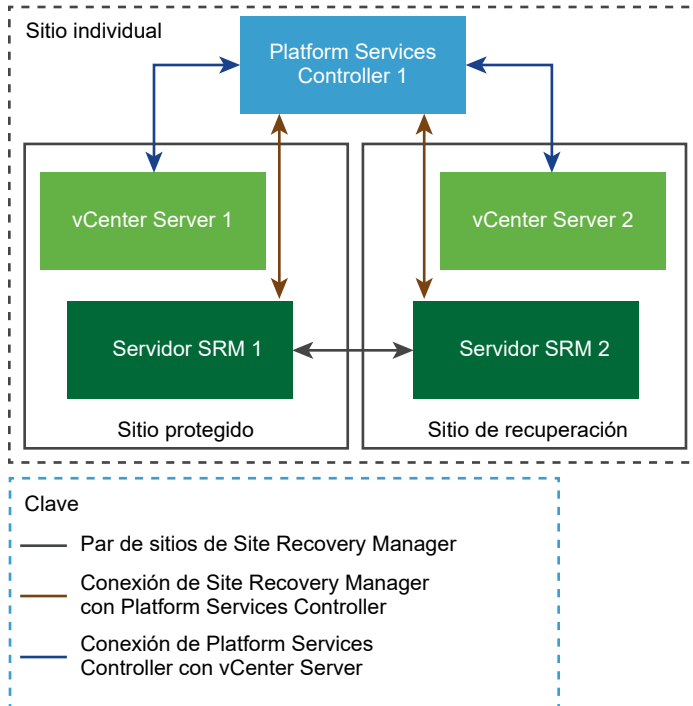 Sitio individual
Platform Services
Controller 1
vCenter Server 1
vCenter Server 2
Servidor SRM 1
Servidor SRM 2
Sitio protegido
Sitio de recuperación
Clave
Par de sitios de Site Recovery Manager
Conexión de Site Recovery Manager
con Platform Services Controller
Conexión de Platform Services
Controller con vCenter Server